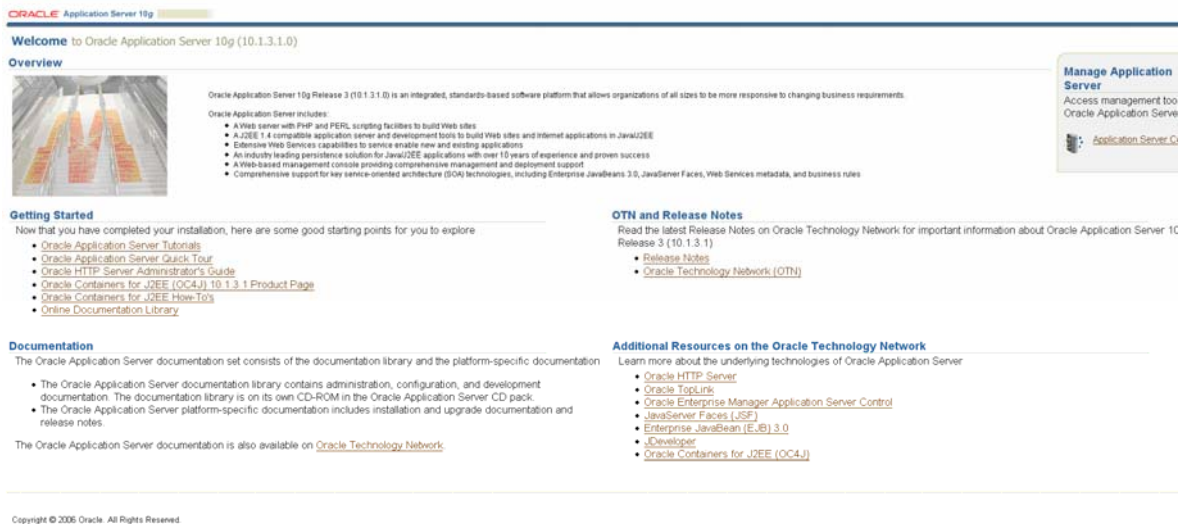 ORACLE Application Server 10g
Welcome to Oracle Application Server 10g (10.1.3.1.0)
Overview
Oracle Application Server 10g Release 3 (10.1.3.1.0) is an integrated, standards-based software platform that allows organizations of all sizes to be more responsive to changing business requirements.
Oracle Application Server includes:
• A Web server with PHP and PERL scripting facilities to build Web sites
• A J2EE 1.4 compatible application server and development tools to build Web sites and Internet applications in Java/J2EE
• Extensive Web Services capabilities to service enable new and existing applications
• An industry leading persistence solution for Java/J2EE applications with over 10 years of experience and proven success
• A Web-based management console providing comprehensive management and deployment support
• Comprehensive support for key service-oriented architecture (SOA) technologies, including Enterprise JavaBeans 3.0, JavaServer Faces, Web Services metadata, and business rules
Manage Application
Server
Access management too
Oracle Application Serve
Application Server Co
Getting Started
Now that you have completed your installation, here are some good starting points for you to explore
• Oracle Application Server Tutorials
• Oracle Application Server Quick Tour
• Oracle HTTP Server Administrator's Guide
• Oracle Containers for J2EE (OC4J) 10.1.3.1 Product Page
• Oracle Containers for J2EE How-To's
• Online Documentation Library
OTN and Release Notes
Read the latest Release Notes on Oracle Technology Network for important information about Oracle Application Server 10
Release 3 (10.1.3.1)
• Release Notes
• Oracle Technology Network (OTN)
Documentation
The Oracle Application Server documentation set consists of the documentation library and the platform-specific documentation
• The Oracle Application Server documentation library contains administration, configuration, and development
documentation. The documentation library is on its own CD-ROM in the Oracle Application Server CD pack.
• The Oracle Application Server platform-specific documentation includes installation and upgrade documentation and
release notes.
The Oracle Application Server documentation is also available on Oracle Technology Network.
Additional Resources on the Oracle Technology Network
Learn more about the underlying technologies of Oracle Application Server
• Oracle HTTP Server
• Oracle TopLink
• Oracle Enterprise Manager Application Server Control
• JavaServer Faces (JSF)
• Enterprise JavaBean (EJB) 3.0
• JDeveloper
• Oracle Containers for J2EE (OC4J)
Copyright © 2006 Oracle. All Rights Reserved.